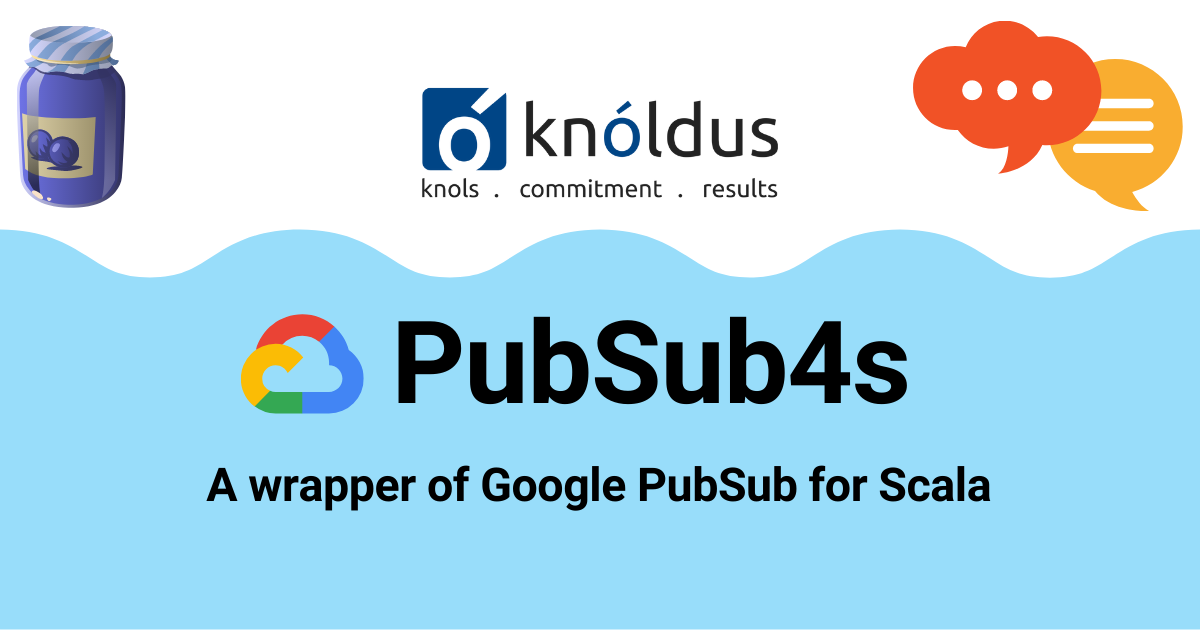 knóldus
knols . commitment . results
PubSub4s
A wrapper of Google PubSub for Scala